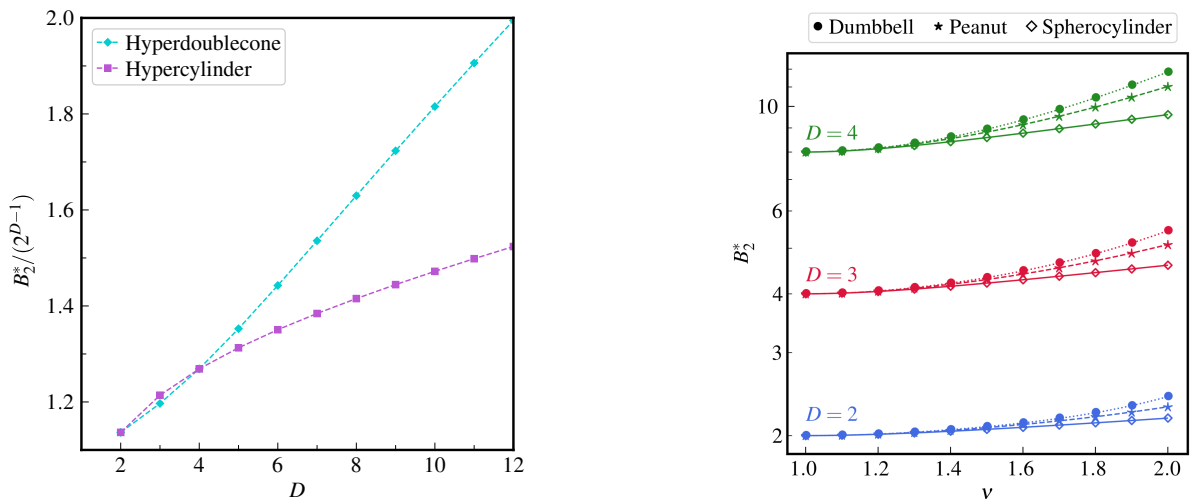 2.0
1.8
1.6
1.4
1.2
B₂*/(2^{D−1})
Hyperdoublecone
Hypercylinder
2 4 6 8 10 12
D
Dumbbell Peanut Spherocylinder
10
6
4
3
2
B₂*
D = 4
D = 3
D = 2
1.0 1.2 1.4 1.6 1.8 2.0
ν